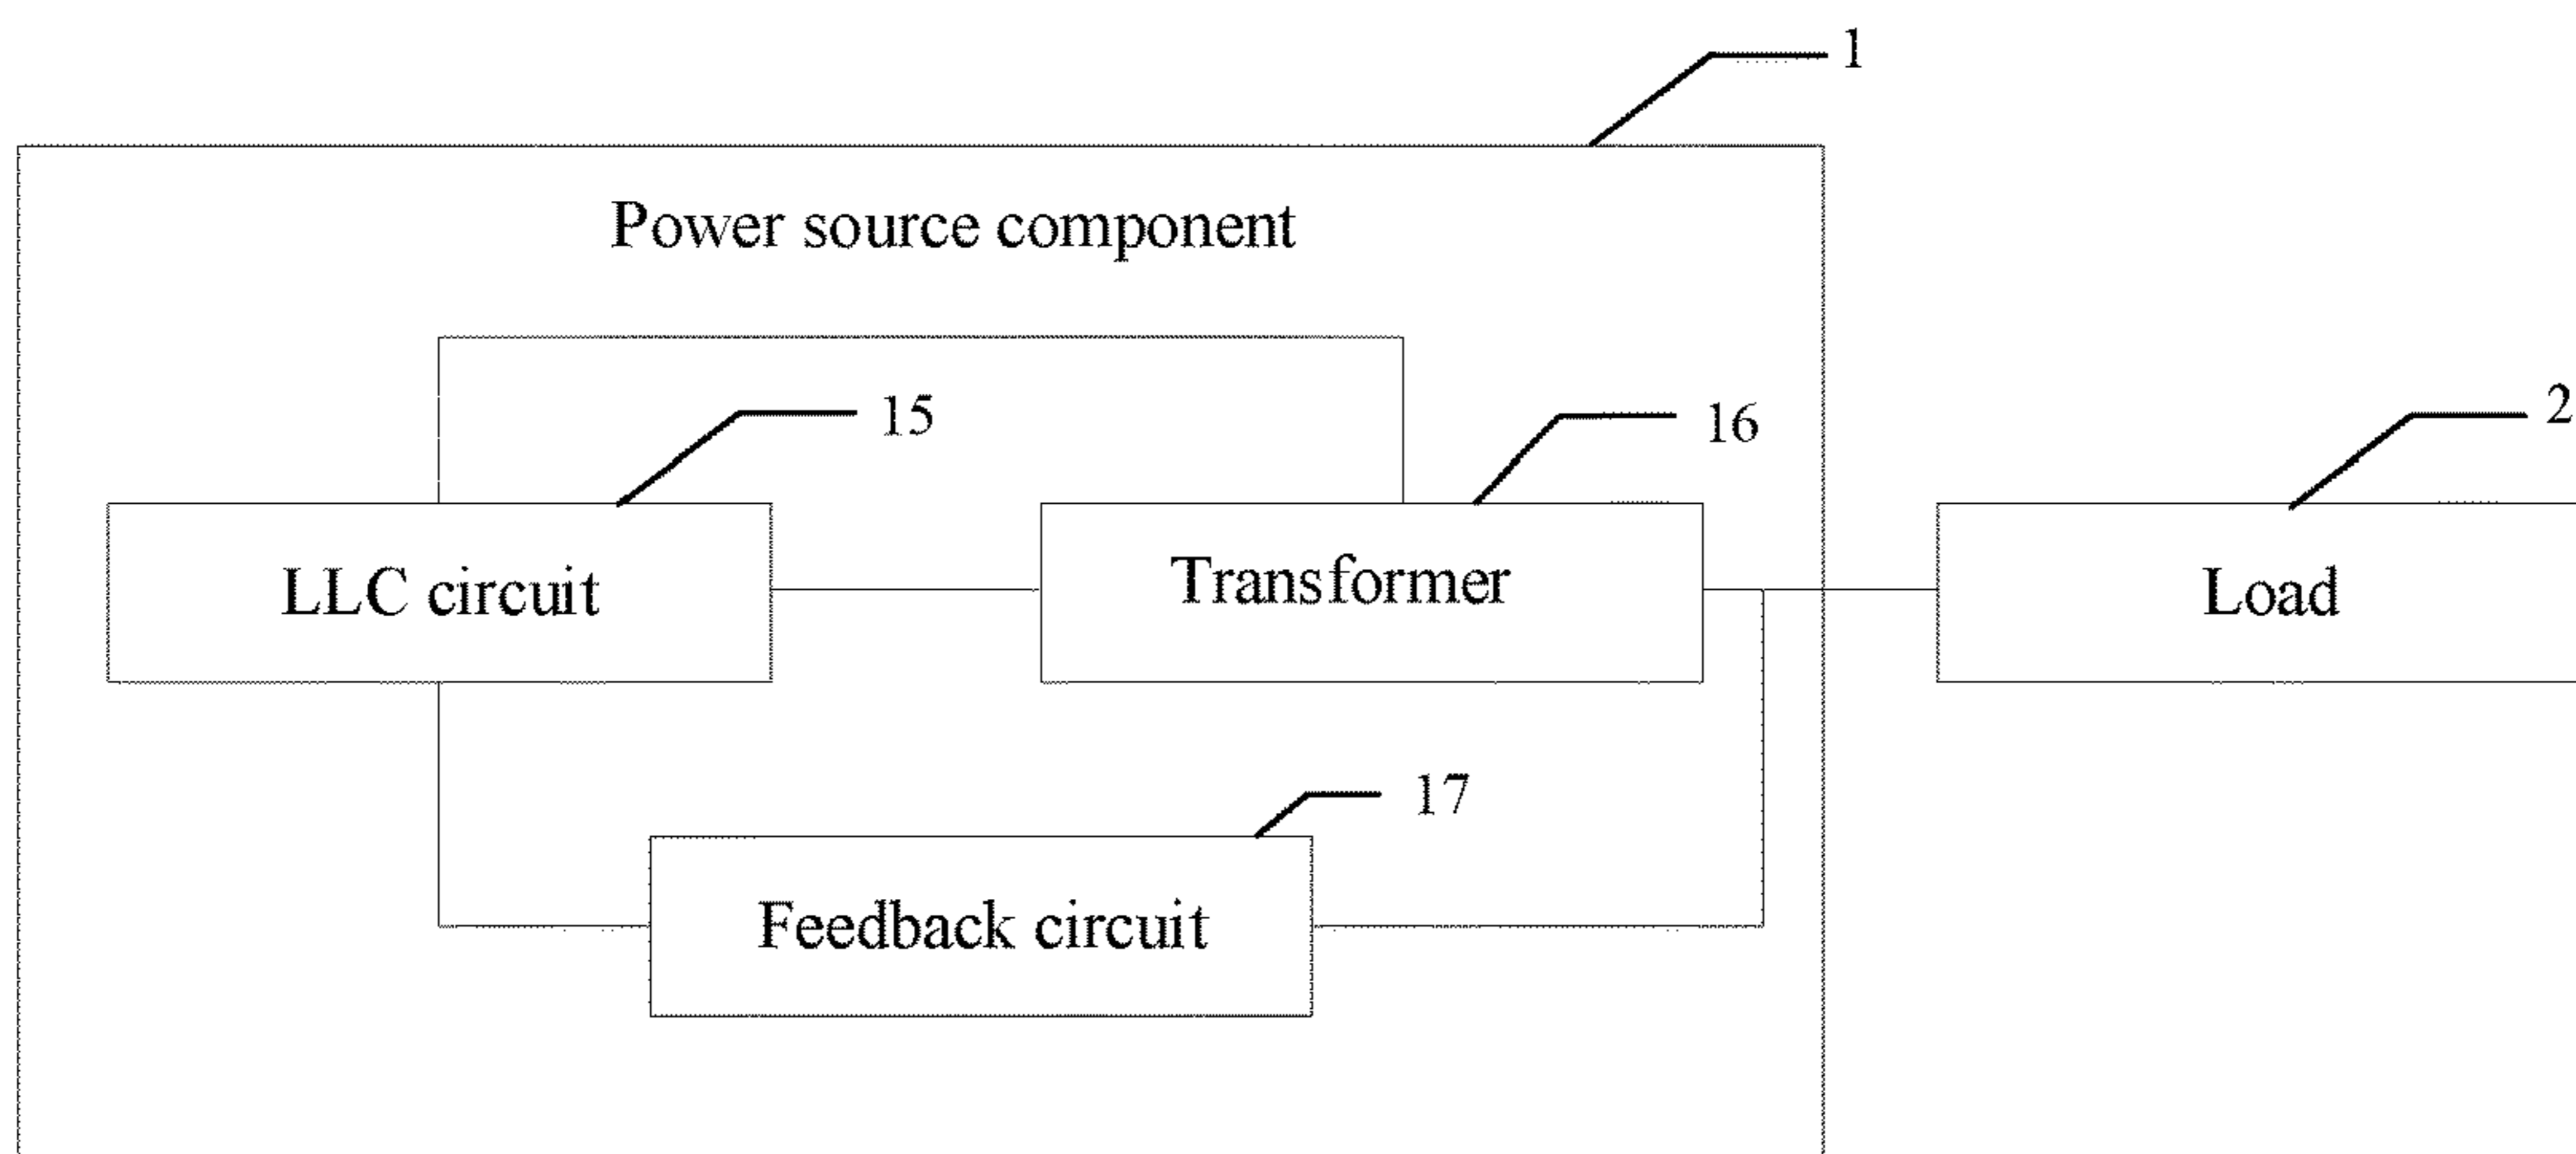 1
Power source component
15
16
2
LLC circuit
Transformer
Load
17
Feedback circuit